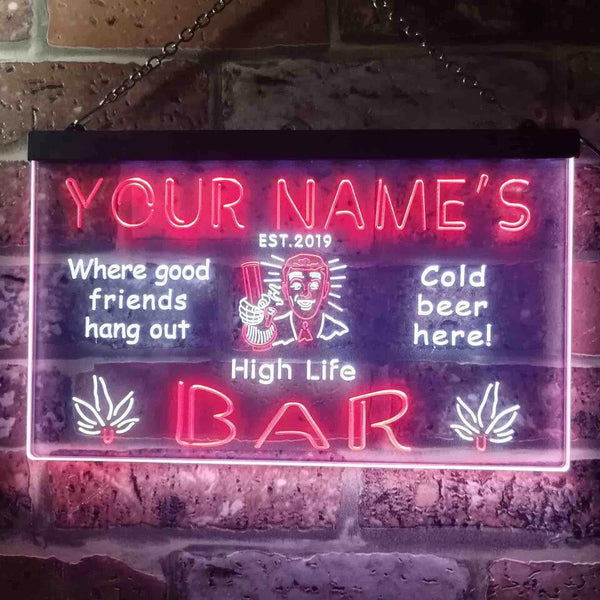 YOUR NAME'S
EST.2019
Where good
friends
hang out
Cold
beer
here!
High Life
BAR